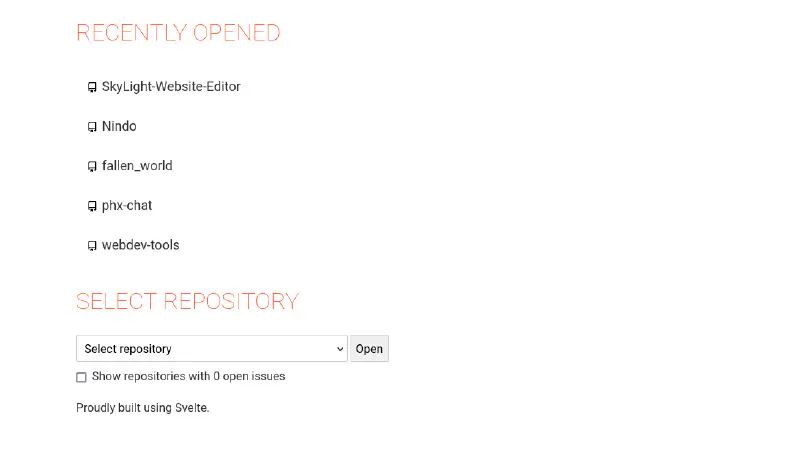 RECENTLY OPENED
SkyLight-Website-Editor
Nindo
fallen_world
phx-chat
webdev-tools
SELECT REPOSITORY
Select repository Open
Show repositories with 0 open issues
Proudly built using Svelte.